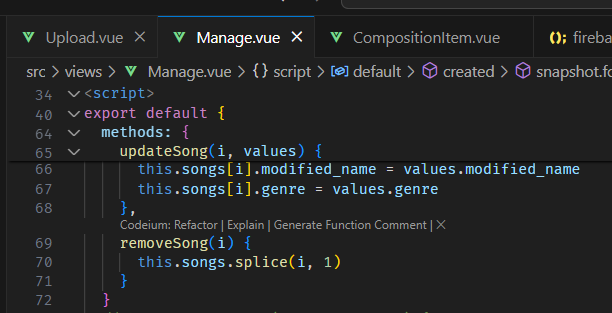 Upload.vue
Manage.vue
CompositionItem.vue
{} fireba
src > views > Manage.vue > {} script > default > created > snapshot.fo
34 <script>
40 export default {
64 methods: {
65 updateSong(i, values) {
66 this.songs[i].modified_name = values.modified_name
67 this.songs[i].genre = values.genre
68 },
Codeium: Refactor | Explain | Generate Function Comment | ×
69 removeSong(i) {
70 this.songs.splice(i, 1)
71 }
72 }